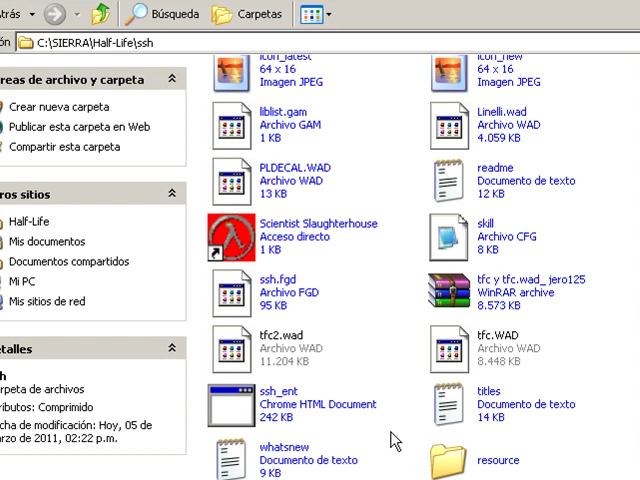 trás
Búsqueda
Carpetas
ón
C:\SIERRA\Half-Life\ssh
reas de archivo y carpeta
Crear nueva carpeta
Publicar esta carpeta en Web
Compartir esta carpeta
ros sitios
Half-Life
Mis documentos
Documentos compartidos
Mi PC
Mis sitios de red
etalles
h
rpeta de archivos
ributos: Comprimido
cha de modificación: Hoy, 05 de
arzo de 2011, 02:22 p.m.
icon_latest
64 x 16
Imagen JPEG
icon_new
64 x 16
Imagen JPEG
liblist.gam
Archivo GAM
1 KB
Linelli.wad
Archivo WAD
4.059 KB
PLDECAL.WAD
Archivo WAD
13 KB
readme
Documento de texto
12 KB
Scientist Slaughterhouse
Acceso directo
1 KB
skill
Archivo CFG
8 KB
ssh.fgd
Archivo FGD
95 KB
tfc y tfc.wad_jero125
WinRAR archive
8.573 KB
tfc2.wad
Archivo WAD
11.204 KB
tfc.WAD
Archivo WAD
8.448 KB
ssh_ent
Chrome HTML Document
242 KB
titles
Documento de texto
14 KB
whatsnew
Documento de texto
9 KB
resource